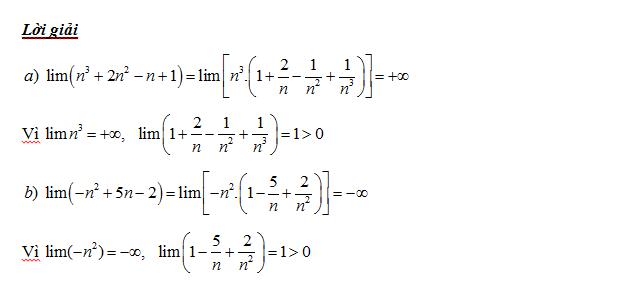 Lời giải
a) lim(n³ + 2n² − n + 1) = lim[n³.(1 + 2/n − 1/n² + 1/n³)] = +∞
Vì lim n³ = +∞, lim(1 + 2/n − 1/n² + 1/n³) = 1 > 0
b) lim(−n² + 5n − 2) = lim[−n².(1 − 5/n + 2/n²)] = −∞
Vì lim(−n²) = −∞, lim(1 − 5/n + 2/n²) = 1 > 0